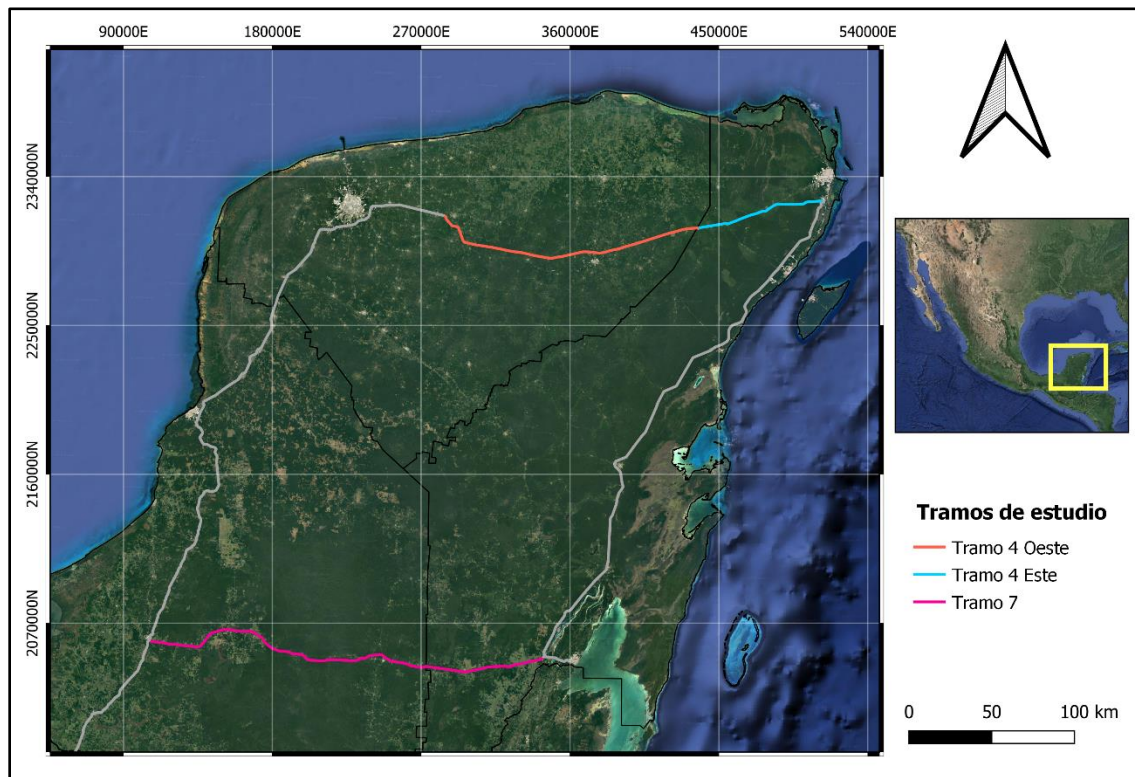 90000E 180000E 270000E 360000E 450000E 540000E
2340000N
2250000N
2160000N
2070000N
Tramos de estudio
Tramo 4 Oeste
Tramo 4 Este
Tramo 7
0 50 100 km